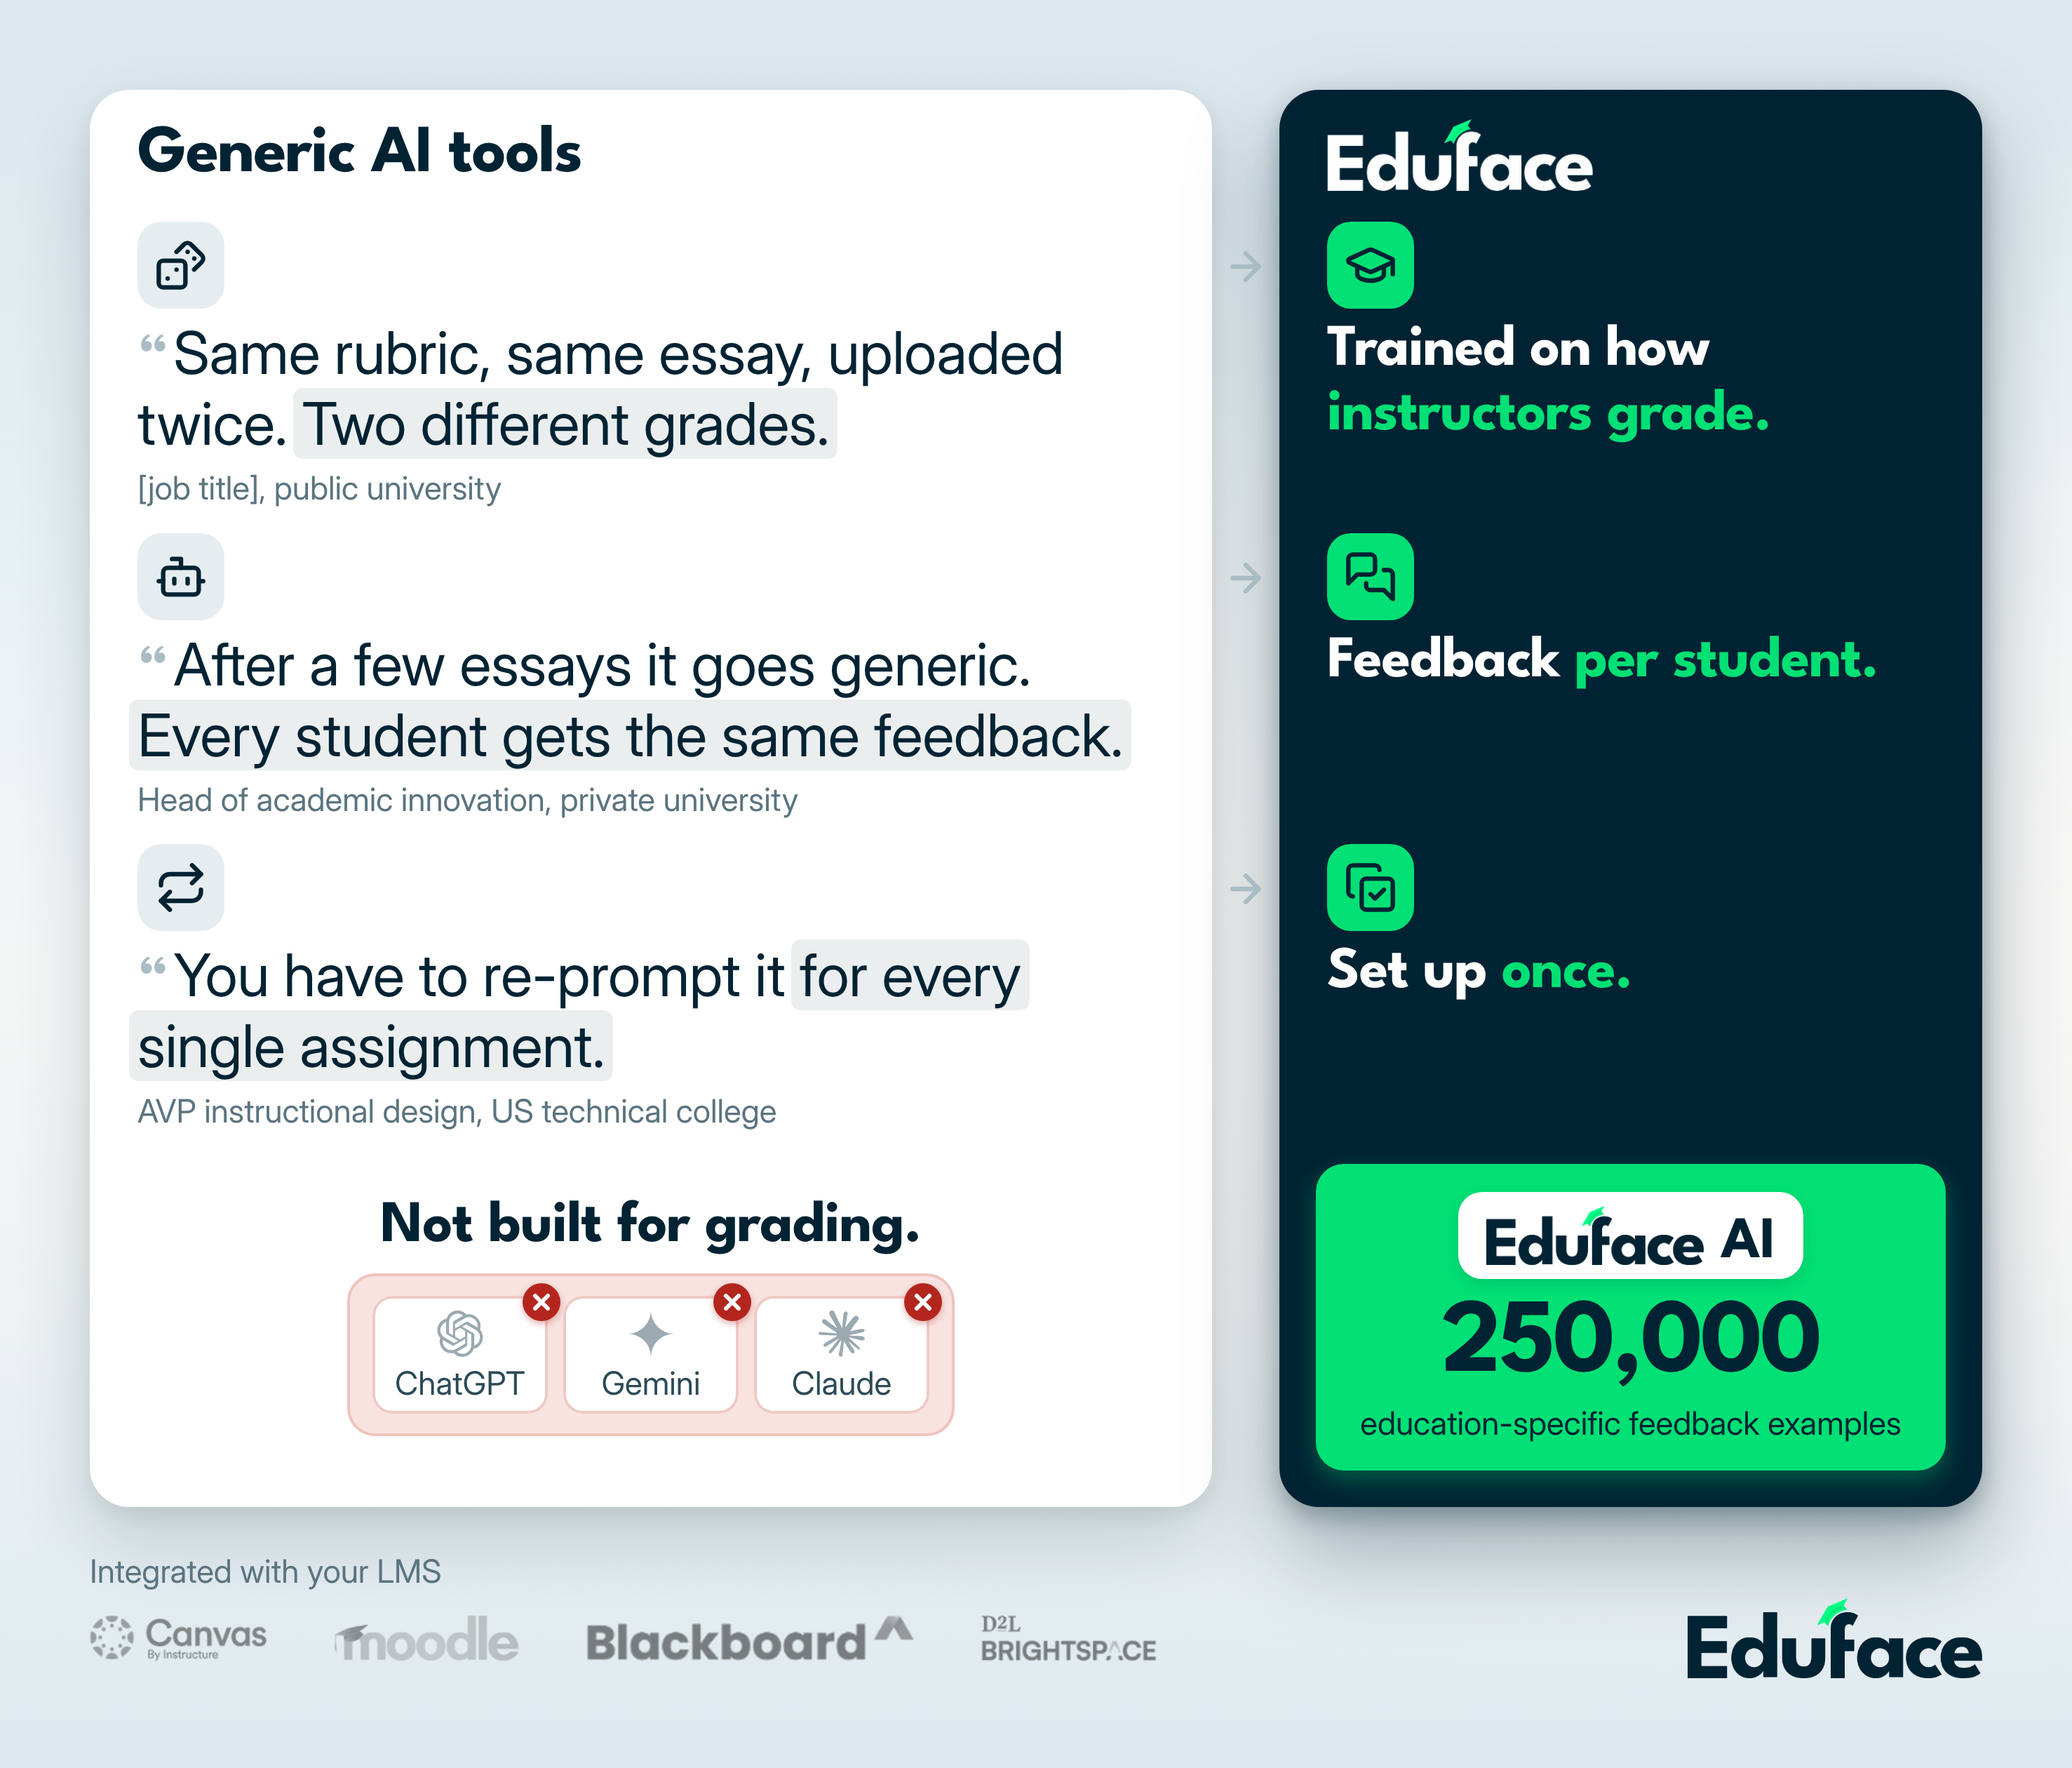 Generic AI tools
“Same rubric, same essay, uploaded
twice. Two different grades.
[job title], public university
“After a few essays it goes generic.
Every student gets the same feedback.
Head of academic innovation, private university
“You have to re-prompt it for every
single assignment.
AVP instructional design, US technical college
Not built for grading.
ChatGPT
Gemini
Claude
Eduface
Trained on how
instructors grade.
Feedback per student.
Set up once.
Eduface AI
250,000
education-specific feedback examples
Integrated with your LMS
Canvas
By Instructure
moodle
Blackboard
D2L
BRIGHTSPACE
Eduface